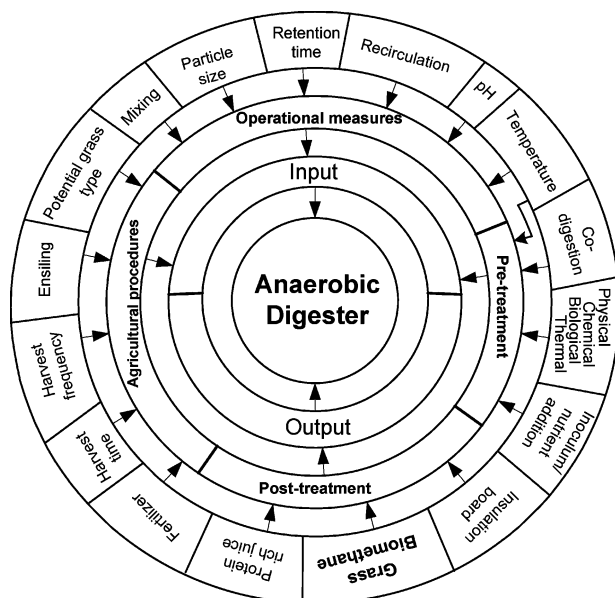 Retention
time
Recirculation
pH
Temperature
Co-
digestion
Physical
Chemical
Biological
Thermal
Inoculum/
nutrient
addition
Insulation
board
Grass
Biomethane
Protein
rich juice
Fertilizer
Harvest
time
Harvest
frequency
Ensiling
Potential grass
type
Mixing
Particle
size
Operational measures
Pre-treatment
Post-treatment
Agricultural procedures
Input
Anaerobic
Digester
Output